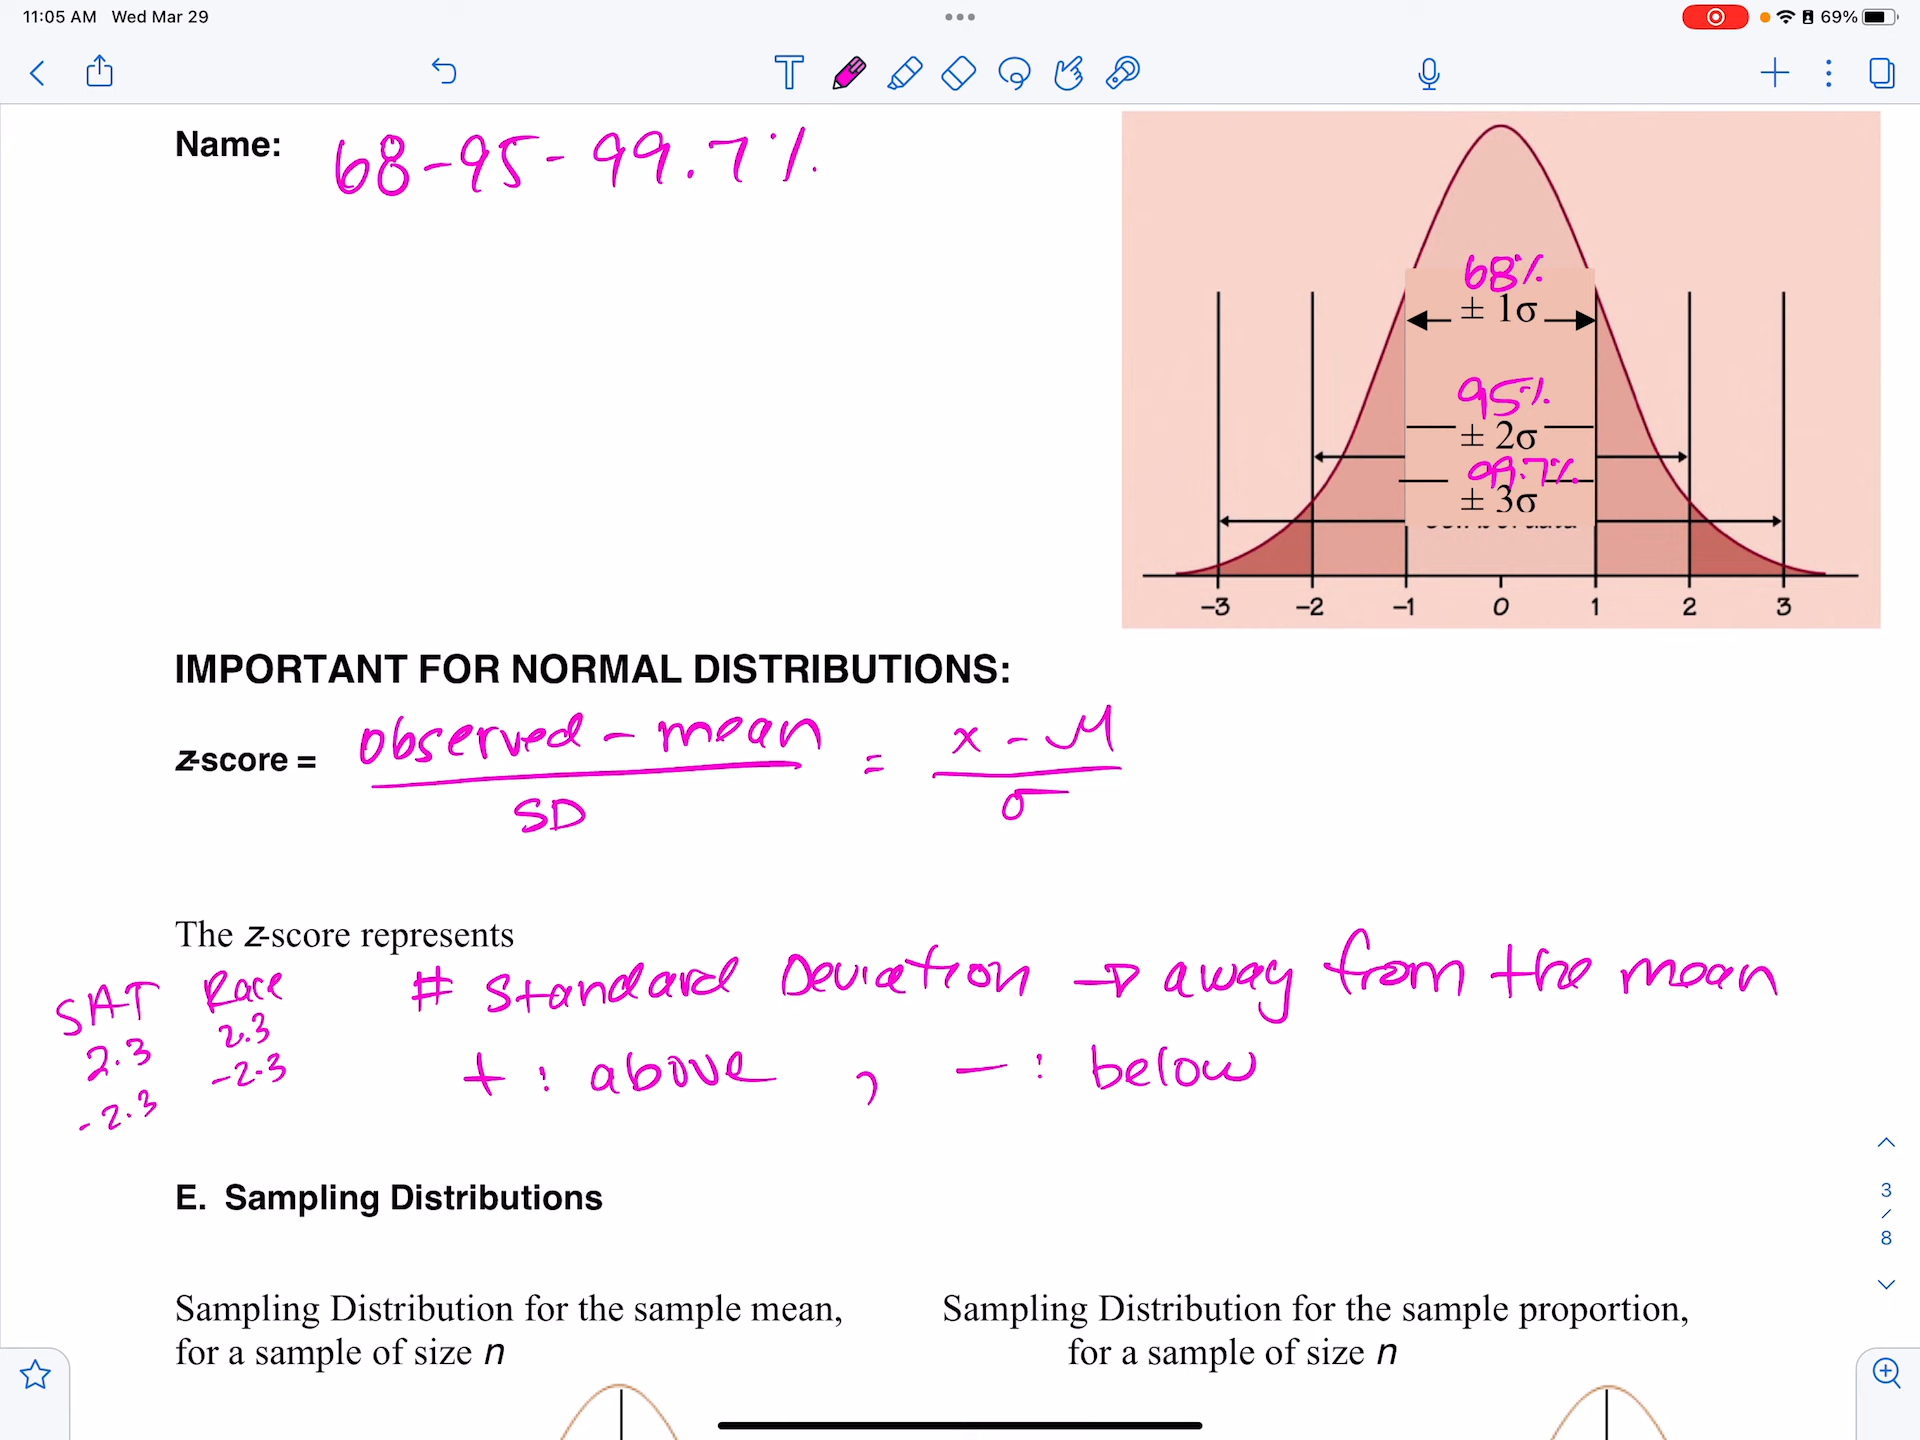 11:05 AM Wed Mar 29
69%
Name: 68-95-99.7%
68%
± 1σ
95%
± 2σ
99.7%
± 3σ
-3 -2 -1 0 1 2 3
IMPORTANT FOR NORMAL DISTRIBUTIONS:
z-score = observed - mean / SD = x - μ / σ
The z-score represents
# Standard Deviation → away from the mean
+ : above , - : below
SAT Race
2.3 2.3
-2.3 -2.3
E. Sampling Distributions
Sampling Distribution for the sample mean,
for a sample of size n
Sampling Distribution for the sample proportion,
for a sample of size n
3
/
8